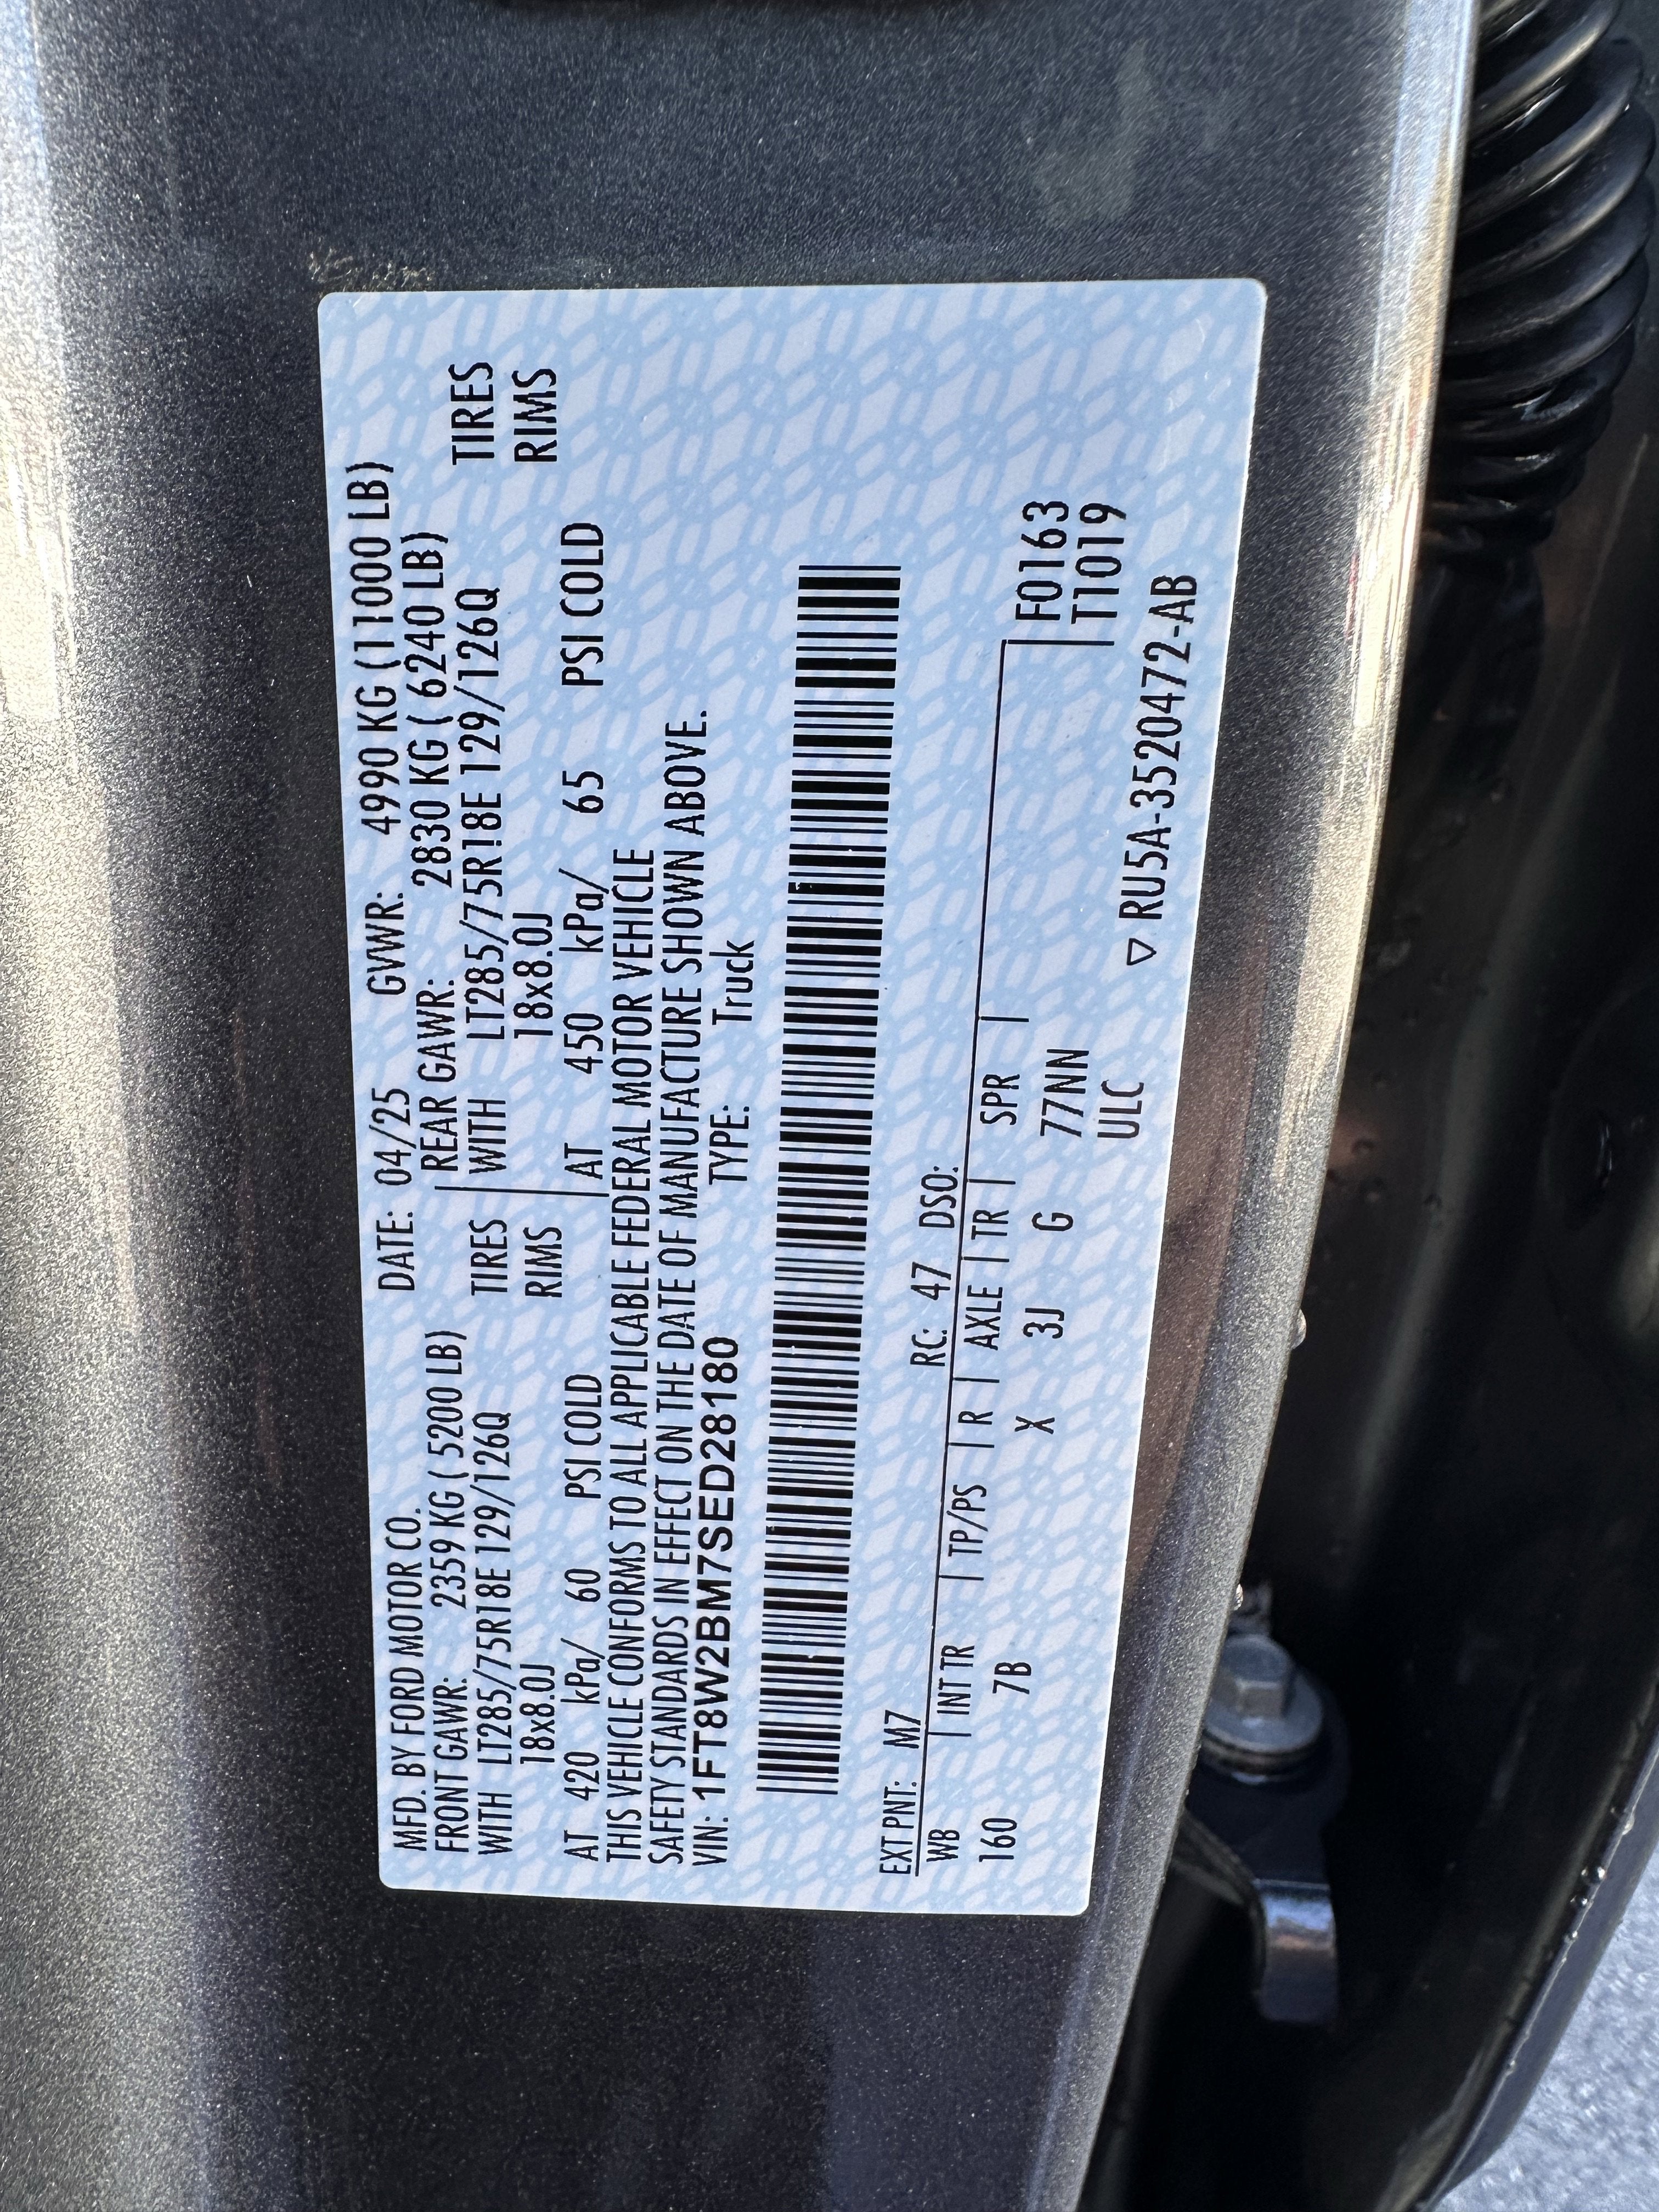 MFD. BY FORD MOTOR CO. DATE: 04/25 GVWR: 4990 KG (11000 LB)
FRONT GAWR: 2359 KG ( 5200 LB) REAR GAWR: 2830 KG ( 6240 LB)
WITH LT285/75R18E 129/126Q TIRES WITH LT285/75R18E 129/126Q TIRES
18x8.0J RIMS 18x8.0J RIMS
AT 420 kPa/ 60 PSI COLD AT 450 kPa/ 65 PSI COLD
THIS VEHICLE CONFORMS TO ALL APPLICABLE FEDERAL MOTOR VEHICLE
SAFETY STANDARDS IN EFFECT ON THE DATE OF MANUFACTURE SHOWN ABOVE.
VIN: 1FT8W2BM7SED28180 TYPE: Truck
EXT PNT: M7 RC: 47 DSO:
WB | INT TR | TP/PS | R | AXLE | TR | SPR | F0163
160 7B X 3J G 77NN T1019
ULC
▽ RU5A-3520472-AB